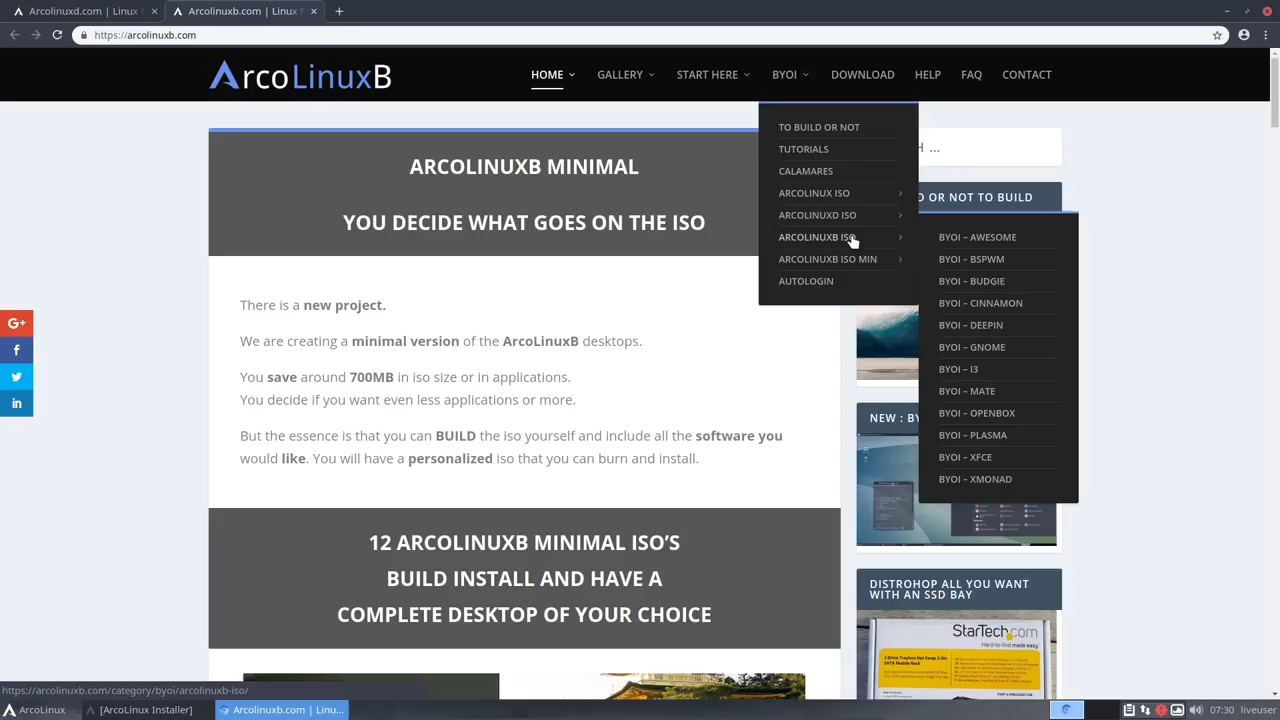 Arcolinuxd.com | Linux
Arcolinuxb.com | Linux
https://arcolinuxb.com
ArcoLinuxB
HOME
GALLERY
START HERE
BYOI
DOWNLOAD
HELP
FAQ
CONTACT
TO BUILD OR NOT
TUTORIALS
CALAMARES
ARCOLINUX ISO
ARCOLINUXD ISO
ARCOLINUXB ISO
ARCOLINUXB ISO MIN
AUTOLOGIN
BYOI – AWESOME
BYOI – BSPWM
BYOI – BUDGIE
BYOI – CINNAMON
BYOI – DEEPIN
BYOI – GNOME
BYOI – I3
BYOI – MATE
BYOI – OPENBOX
BYOI – PLASMA
BYOI – XFCE
BYOI – XMONAD
ARCOLINUXB MINIMAL
YOU DECIDE WHAT GOES ON THE ISO
There is a new project.
We are creating a minimal version of the ArcoLinuxB desktops.
You save around 700MB in iso size or in applications.
You decide if you want even less applications or more.
But the essence is that you can BUILD the iso yourself and include all the software you
would like. You will have a personalized iso that you can burn and install.
12 ARCOLINUXB MINIMAL ISO'S
BUILD INSTALL AND HAVE A
COMPLETE DESKTOP OF YOUR CHOICE
H ...
D OR NOT TO BUILD
NEW : BY
DISTROHOP ALL YOU WANT
WITH AN SSD BAY
StarTech.com
Hard-to-find made easy
G+
f
in
https://arcolinuxb.com/category/byoi/arcolinuxb-iso/
ArcoLinux
[ArcoLinux Installer]
Arcolinuxb.com | Linu...
07:30
liveuser